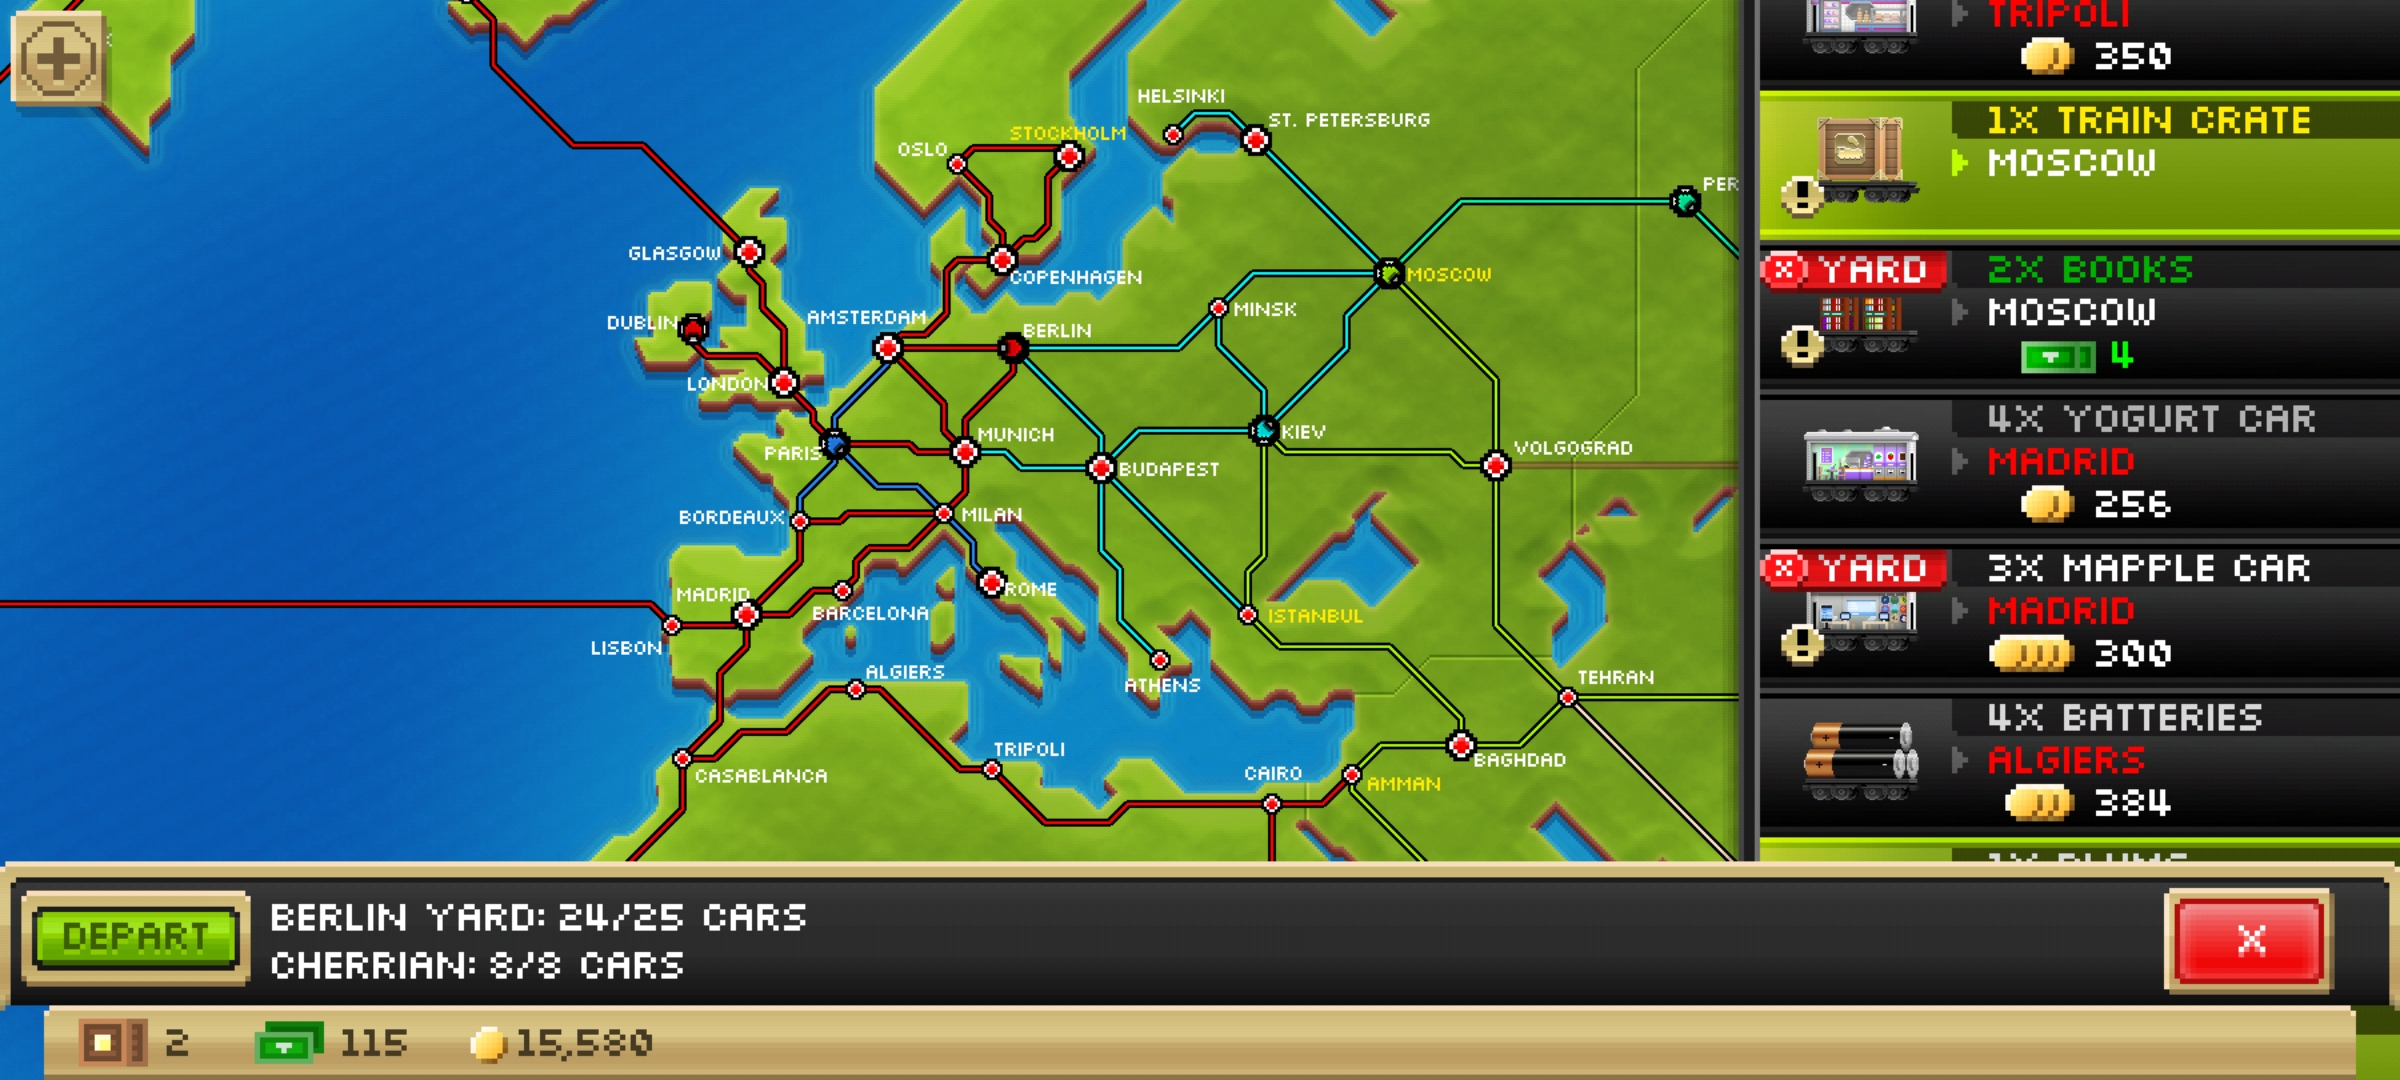 HELSINKI
ST. PETERSBURG
STOCKHOLM
OSLO
PER
GLASGOW
COPENHAGEN
MOSCOW
DUBLIN
AMSTERDAM
BERLIN
MINSK
LONDON
MUNICH
KIEV
PARIS
BUDAPEST
VOLGOGRAD
BORDEAUX
MILAN
MADRID
ROME
BARCELONA
ISTANBUL
LISBON
ALGIERS
ATHENS
TEHRAN
TRIPOLI
CASABLANCA
CAIRO
BAGHDAD
AMMAN
TRIPOLI
350
1X TRAIN CRATE
MOSCOW
YARD
2X BOOKS
MOSCOW
4
4X YOGURT CAR
MADRID
256
YARD
3X MAPPLE CAR
MADRID
300
4X BATTERIES
ALGIERS
384
DEPART
BERLIN YARD: 24/25 CARS
CHERRIAN: 8/8 CARS
X
2
115
15,580